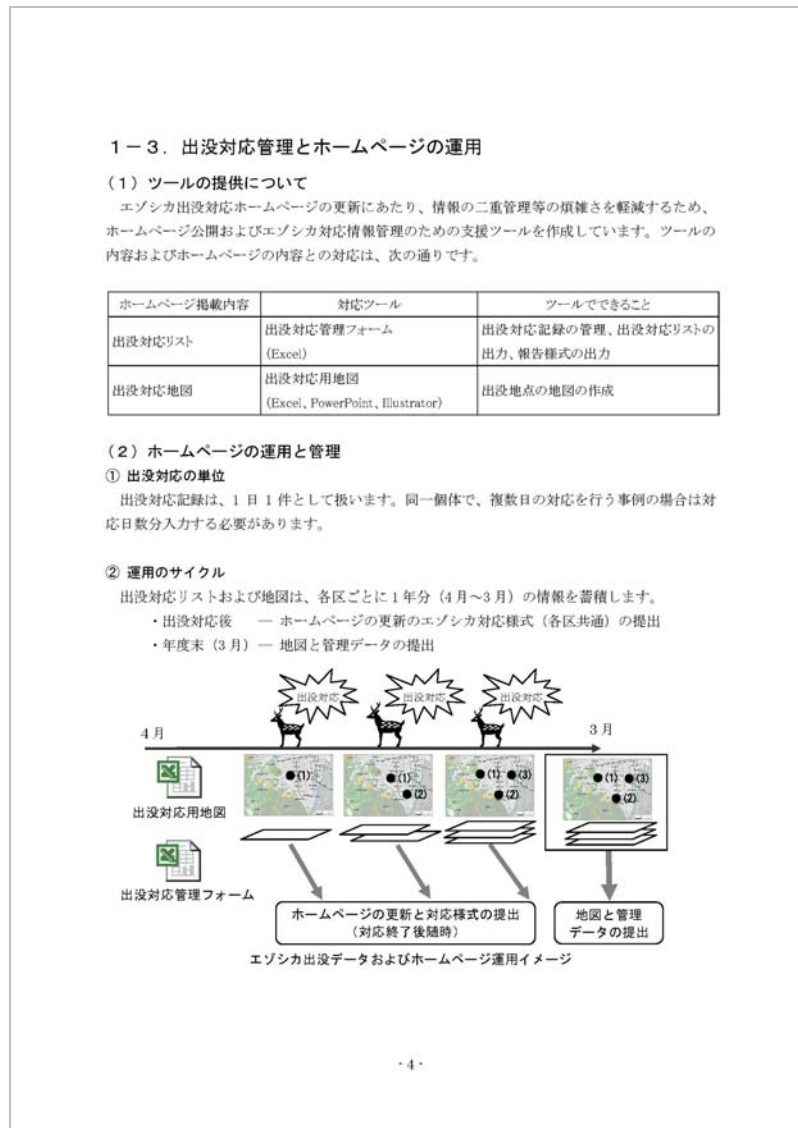 1－3．出没対応管理とホームページの運用
（1）ツールの提供について
エゾシカ出没対応ホームページの更新にあたり、情報の二重管理等の煩雑さを軽減するため、
ホームページ公開およびエゾシカ対応情報管理のための支援ツールを作成しています。ツールの
内容およびホームページの内容との対応は、次の通りです。
ホームページ掲載内容 対応ツール ツールでできること
出没対応リスト 出没対応管理フォーム 出没対応記録の管理、出没対応リストの
(Excel) 出力、報告様式の出力
出没対応地図 出没対応用地図 出没地点の地図の作成
(Excel、PowerPoint、Illustrator)
（2）ホームページの運用と管理
① 出没対応の単位
出没対応記録は、1日1件として扱います。同一個体で、複数日の対応を行う事例の場合は対
応日数分入力する必要があります。
② 運用のサイクル
出没対応リストおよび地図は、各区ごとに1年分（4月～3月）の情報を蓄積します。
・出没対応後 ― ホームページの更新のエゾシカ対応様式（各区共通）の提出
・年度末（3月）― 地図と管理データの提出
出没対応 出没対応 出没対応
4月 3月
(1) (1) (1) (3) (1) (3)
(2) (2) (2)
出没対応用地図
出没対応管理フォーム
ホームページの更新と対応様式の提出 地図と管理
（対応終了後随時） データの提出
エゾシカ出没データおよびホームページ運用イメージ
- 4 -